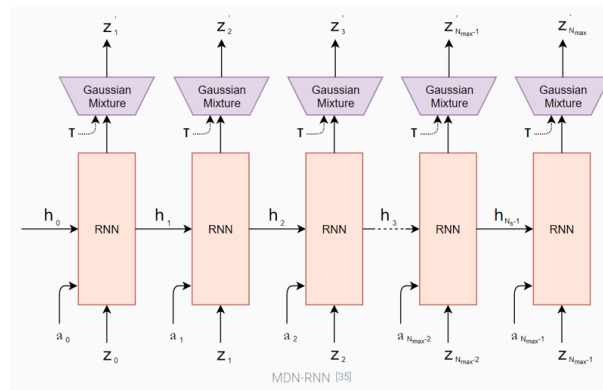 z'₁ z'₂ z'₃ z'Nmax-1 z'Nmax
Gaussian Mixture Gaussian Mixture Gaussian Mixture Gaussian Mixture Gaussian Mixture
τ τ τ τ τ
h₀ RNN h₁ RNN h₂ RNN h₃ RNN hNs-1 RNN
a₀ a₁ a₂ aNmax-2 aNmax-1
z₀ z₁ z₂ zNmax-2 zNmax-1
MDN-RNN [35]